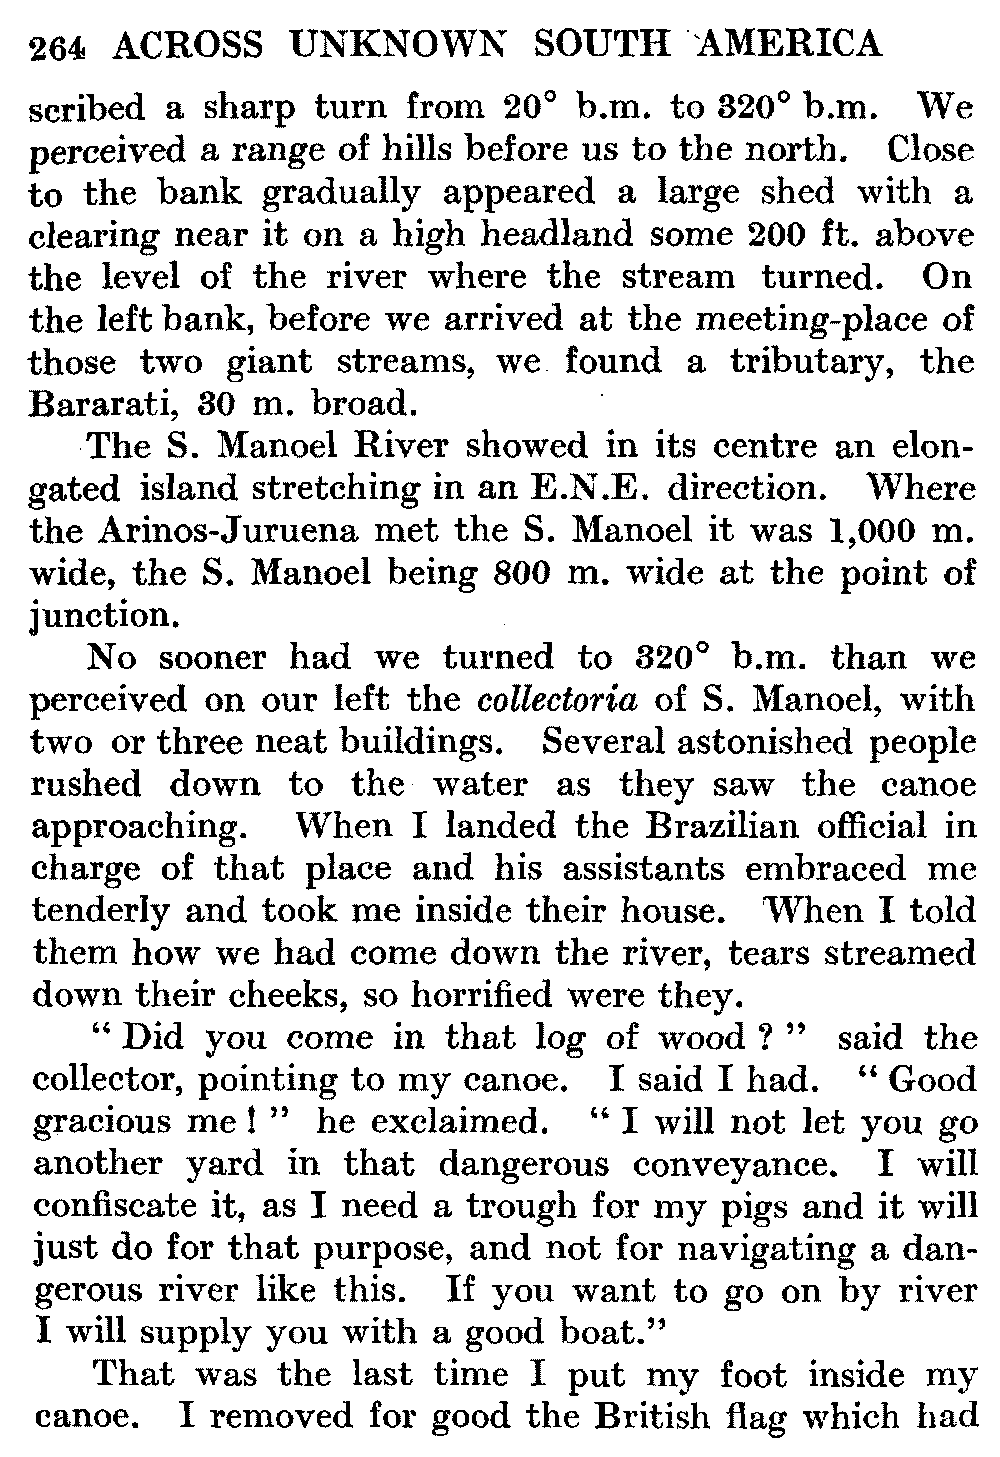 264 ACROSS UNKNOWN SOUTH AMERICA
scribed a sharp turn from 20° b.m. to 320° b.m. We
perceived a range of hills before us to the north. Close
to the bank gradually appeared a large shed with a
clearing near it on a high headland some 200 ft. above
the level of the river where the stream turned. On
the left bank, before we arrived at the meeting-place of
those two giant streams, we found a tributary, the
Bararati, 30 m. broad.
The S. Manoel River showed in its centre an elon-
gated island stretching in an E.N.E. direction. Where
the Arinos-Juruena met the S. Manoel it was 1,000 m.
wide, the S. Manoel being 800 m. wide at the point of
junction.
No sooner had we turned to 320° b.m. than we
perceived on our left the collectoria of S. Manoel, with
two or three neat buildings. Several astonished people
rushed down to the water as they saw the canoe
approaching. When I landed the Brazilian official in
charge of that place and his assistants embraced me
tenderly and took me inside their house. When I told
them how we had come down the river, tears streamed
down their cheeks, so horrified were they.
“ Did you come in that log of wood ? ” said the
collector, pointing to my canoe. I said I had. “ Good
gracious me ! ” he exclaimed. “ I will not let you go
another yard in that dangerous conveyance. I will
confiscate it, as I need a trough for my pigs and it will
just do for that purpose, and not for navigating a dan-
gerous river like this. If you want to go on by river
I will supply you with a good boat.”
That was the last time I put my foot inside my
canoe. I removed for good the British flag which had